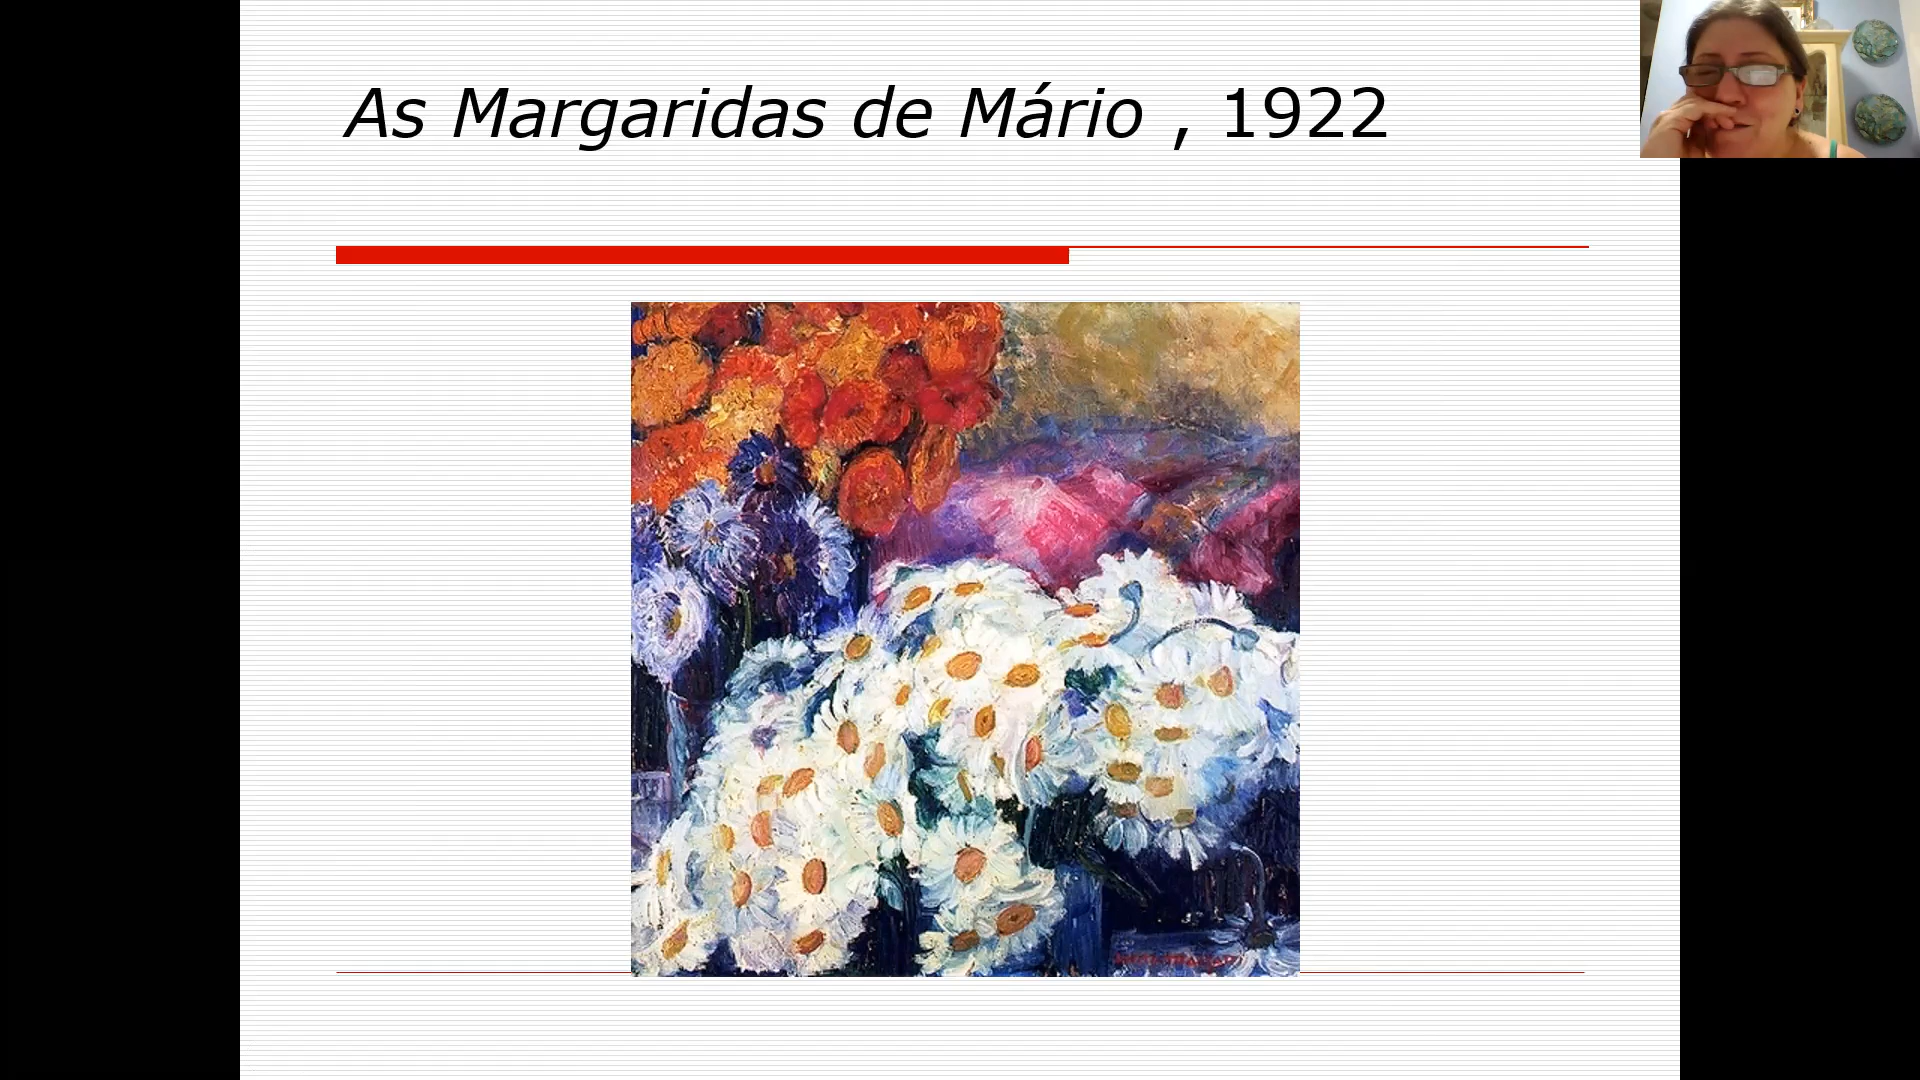 As Margaridas de Mário , 1922